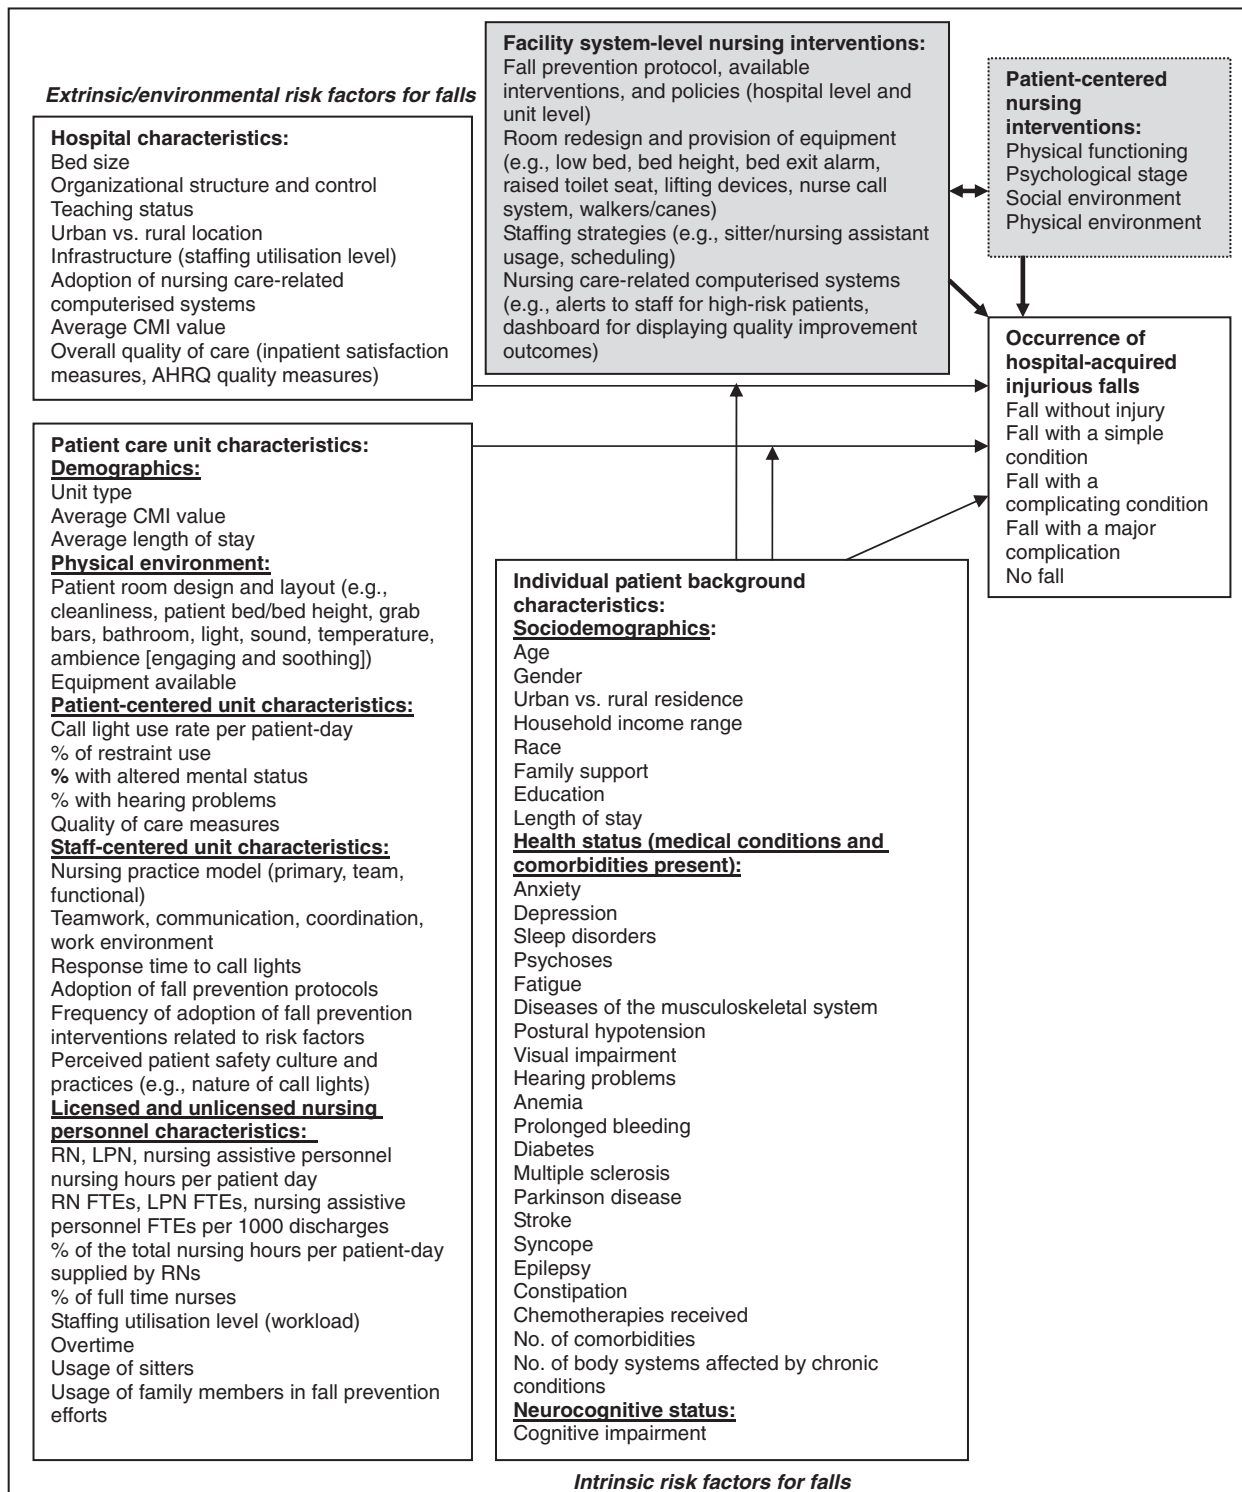 Extrinsic/environmental risk factors for falls
Hospital characteristics:
Bed size
Organizational structure and control
Teaching status
Urban vs. rural location
Infrastructure (staffing utilisation level)
Adoption of nursing care-related
computerised systems
Average CMI value
Overall quality of care (inpatient satisfaction
measures, AHRQ quality measures)
Facility system-level nursing interventions:
Fall prevention protocol, available
interventions, and policies (hospital level and
unit level)
Room redesign and provision of equipment
(e.g., low bed, bed height, bed exit alarm,
raised toilet seat, lifting devices, nurse call
system, walkers/canes)
Staffing strategies (e.g., sitter/nursing assistant
usage, scheduling)
Nursing care-related computerised systems
(e.g., alerts to staff for high-risk patients,
dashboard for displaying quality improvement
outcomes)
Patient-centered
nursing
interventions:
Physical functioning
Psychological stage
Social environment
Physical environment
Occurrence of
hospital-acquired
injurious falls
Fall without injury
Fall with a simple
condition
Fall with a
complicating condition
Fall with a major
complication
No fall
Patient care unit characteristics:
Demographics:
Unit type
Average CMI value
Average length of stay
Physical environment:
Patient room design and layout (e.g.,
cleanliness, patient bed/bed height, grab
bars, bathroom, light, sound, temperature,
ambience [engaging and soothing])
Equipment available
Patient-centered unit characteristics:
Call light use rate per patient-day
% of restraint use
% with altered mental status
% with hearing problems
Quality of care measures
Staff-centered unit characteristics:
Nursing practice model (primary, team,
functional)
Teamwork, communication, coordination,
work environment
Response time to call lights
Adoption of fall prevention protocols
Frequency of adoption of fall prevention
interventions related to risk factors
Perceived patient safety culture and
practices (e.g., nature of call lights)
Licensed and unlicensed nursing
personnel characteristics:
RN, LPN, nursing assistive personnel
nursing hours per patient day
RN FTEs, LPN FTEs, nursing assistive
personnel FTEs per 1000 discharges
% of the total nursing hours per patient-day
supplied by RNs
% of full time nurses
Staffing utilisation level (workload)
Overtime
Usage of sitters
Usage of family members in fall prevention
efforts
Individual patient background
characteristics:
Sociodemographics:
Age
Gender
Urban vs. rural residence
Household income range
Race
Family support
Education
Length of stay
Health status (medical conditions and
comorbidities present):
Anxiety
Depression
Sleep disorders
Psychoses
Fatigue
Diseases of the musculoskeletal system
Postural hypotension
Visual impairment
Hearing problems
Anemia
Prolonged bleeding
Diabetes
Multiple sclerosis
Parkinson disease
Stroke
Syncope
Epilepsy
Constipation
Chemotherapies received
No. of comorbidities
No. of body systems affected by chronic
conditions
Neurocognitive status:
Cognitive impairment
Intrinsic risk factors for falls